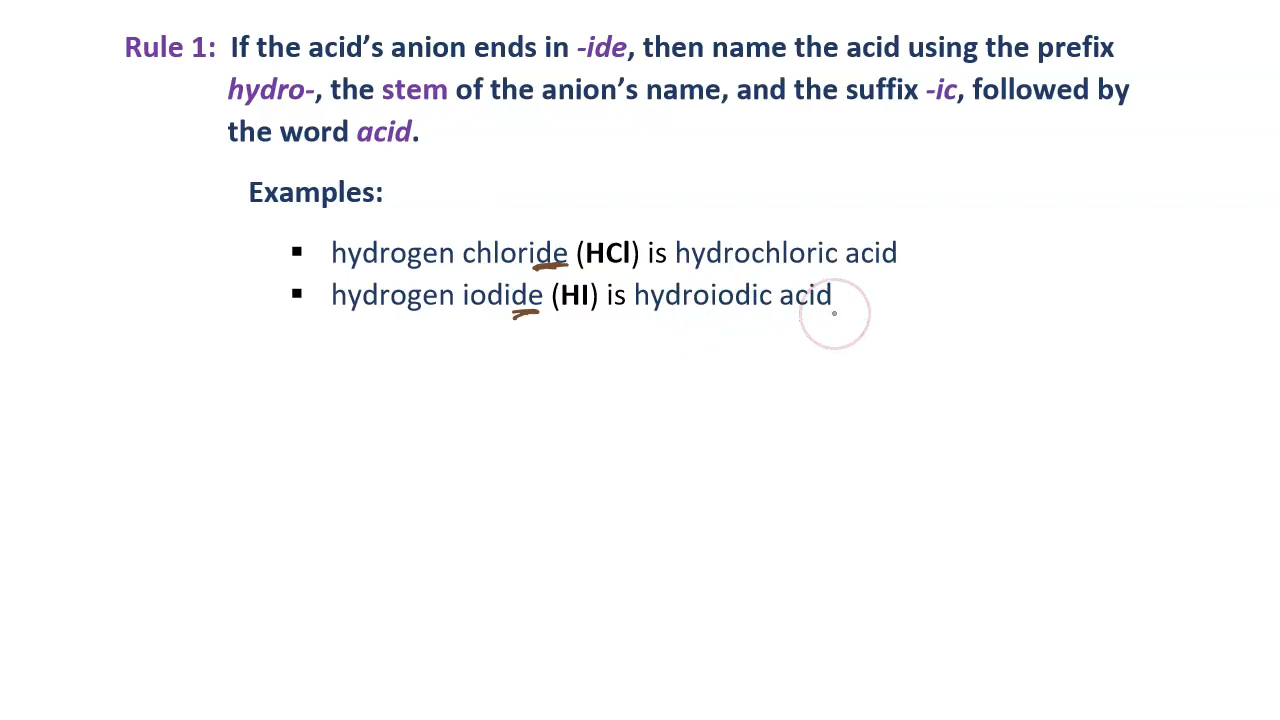 Rule 1: If the acid’s anion ends in -ide, then name the acid using the prefix
hydro-, the stem of the anion’s name, and the suffix -ic, followed by
the word acid.
Examples:
▪ hydrogen chloride (HCl) is hydrochloric acid
▪ hydrogen iodide (HI) is hydroiodic acid